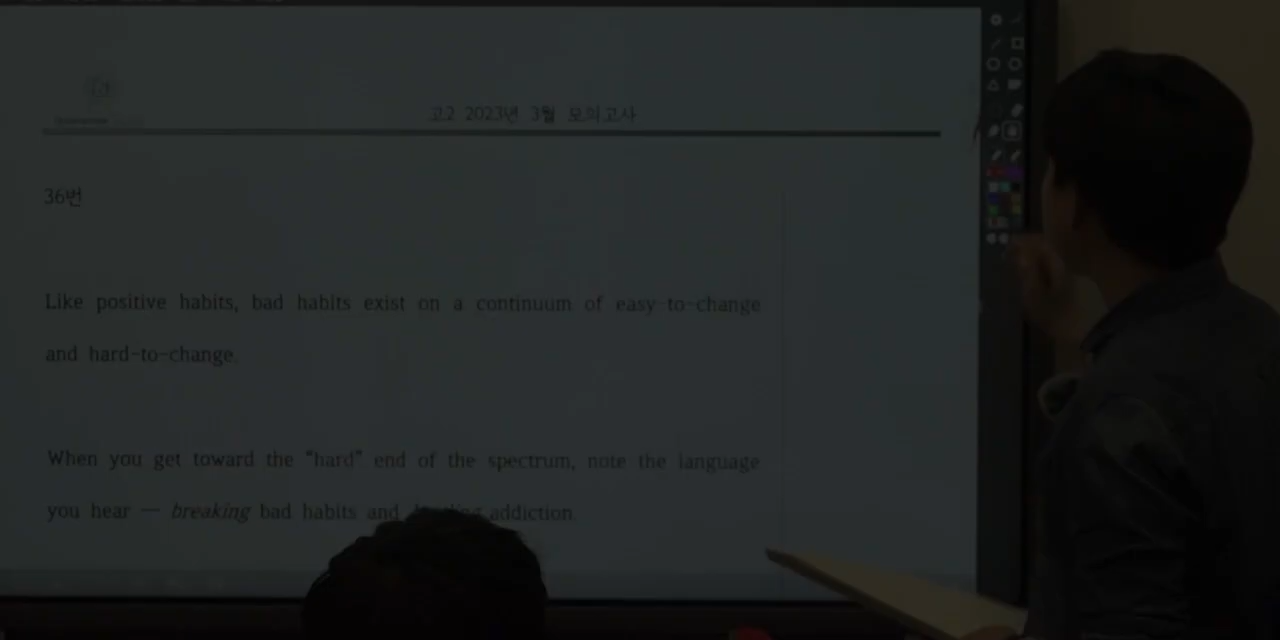 고2 2023년 3월 모의고사
36번
Like positive habits, bad habits exist on a continuum of easy-to-change
and hard-to-change.
When you get toward the “hard” end of the spectrum, note the language
you hear — breaking bad habits and addiction.